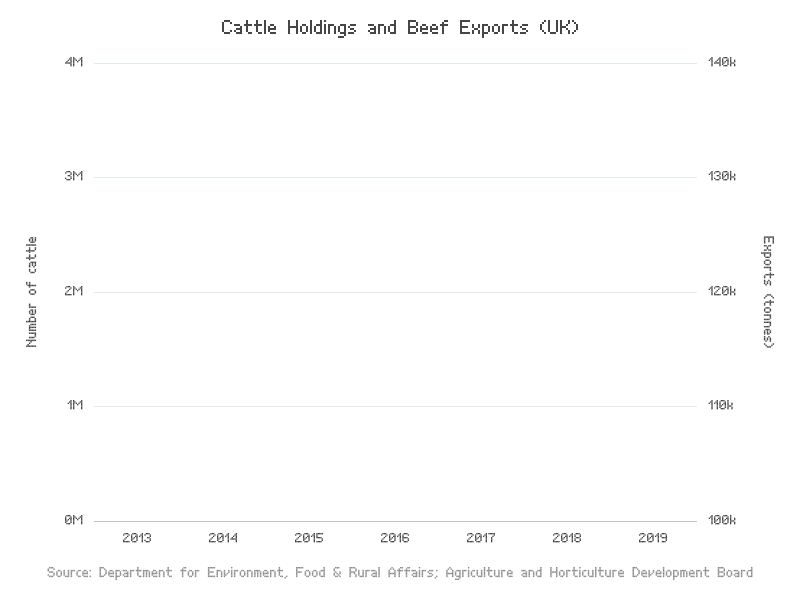 Cattle Holdings and Beef Exports (UK)
4M
140k
3M
130k
Number of cattle
Exports (tonnes)
2M
120k
1M
110k
0M
100k
2013 2014 2015 2016 2017 2018 2019
Source: Department for Environment, Food & Rural Affairs; Agriculture and Horticulture Development Board